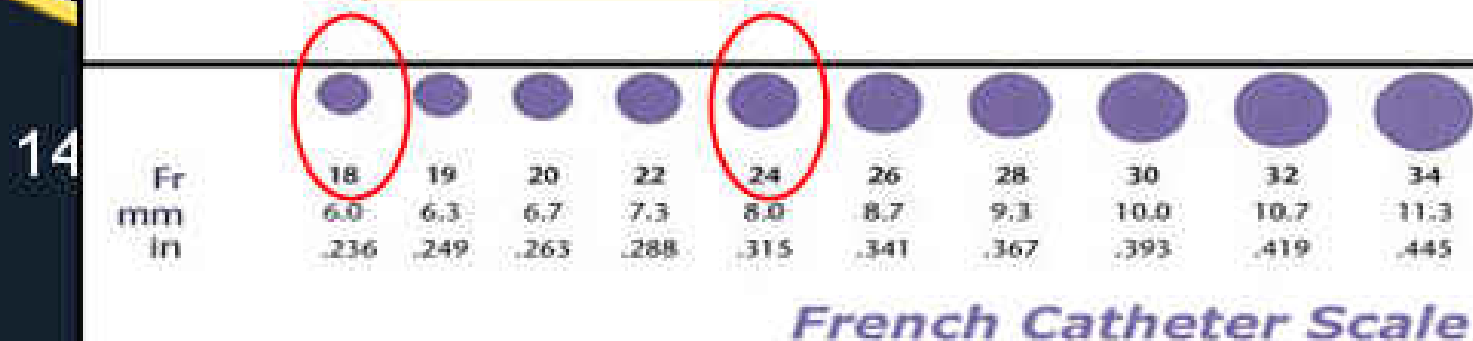 14
Fr 18 19 20 22 24 26 28 30 32 34
mm 6.0 6.3 6.7 7.3 8.0 8.7 9.3 10.0 10.7 11.3
in .236 .249 .263 .288 .315 .341 .367 .393 .419 .445
French Catheter Scale